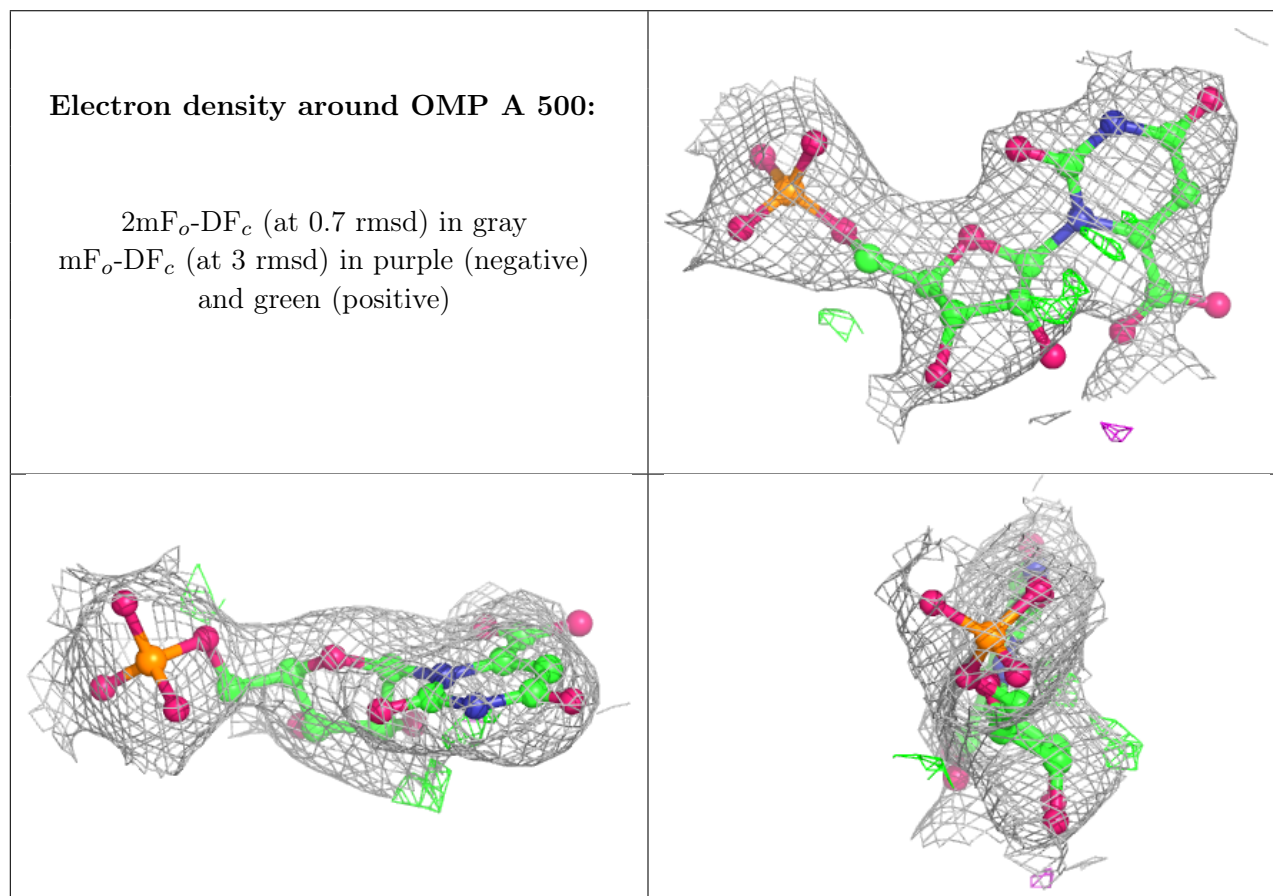 Electron density around OMP A 500:
2mFₒ-DF𝒸 (at 0.7 rmsd) in gray
mFₒ-DF𝒸 (at 3 rmsd) in purple (negative)
and green (positive)